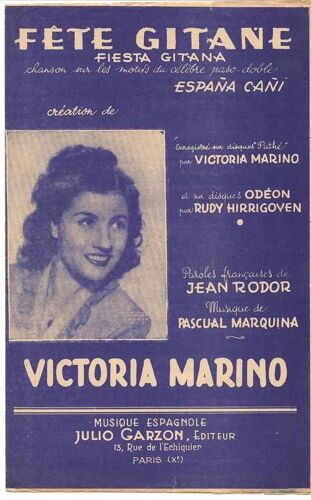 FÊTE GITANE
FIESTA GITANA
chanson sur les motifs du célèbre paso-doble
ESPAÑA CAÑI
création de
"Enregistré sur disques "Pathé"
par VICTORIA MARINO
et sur disques ODÉON
par RUDY HIRRIGOVEN
Paroles françaises de
JEAN RODOR
Musique de
PASCUAL MARQUINA
VICTORIA MARINO
MUSIQUE ESPAGNOLE
JULIO GARZON, ÉDITEUR
13, Rue de l'Echiquier
PARIS (Xe)